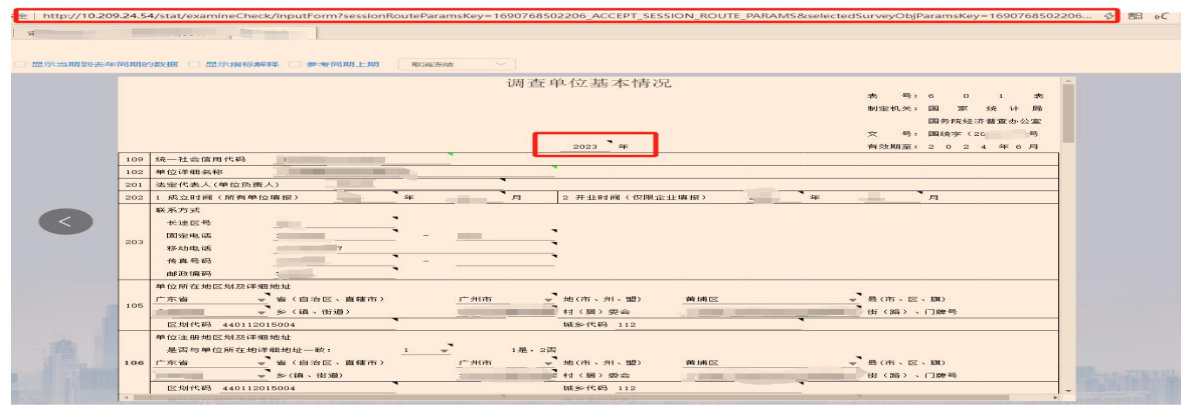 http://10.209.24.54/stat/examineCheck/inputForm?sessionRouteParamsKey=1690768502206_ACCEPT_SESSION_ROUTE_PARAMS&selectedSurveyObjParamsKey=1690768502206...
显示当期到去年同期的数据 显示指标解释 参考同期上期 取消冻结
调查单位基本情况
表 号： 6 0 1 表
制定机关： 国 家 统 计 局
国务院经济普查办公室
文 号： 国统字（20 号
2023 年 有效期至： 2 0 2 4 年 6 月
109 统一社会信用代码
102 单位详细名称
201 法定代表人(单位负责人)
202 1 成立时间（所有单位填报） 年 月 2 开业时间（仅限企业填报） 年 月
203 联系方式
长途区号
固定电话 -
移动电话 7
传真号码 -
邮政编码
105 单位所在地区划及详细地址
广东省 省（自治区、直辖市） 广州市 地(市、州、盟) 黄埔区 县(市、区、旗)
乡（镇、街道) 村（居）委会 街（路）、门牌号
区划代码 440112015004 城乡代码 112
106 单位注册地区划及详细地址
是否与单位所在地详细地址一致： 1 1是，2否
广东省 省（自治区、直辖市） 广州市 地(市、州、盟) 黄埔区 县（市、区、旗）
乡(镇、街道) 村（居）委会 街（路）、门牌号
区划代码 440112015004 城乡代码 112